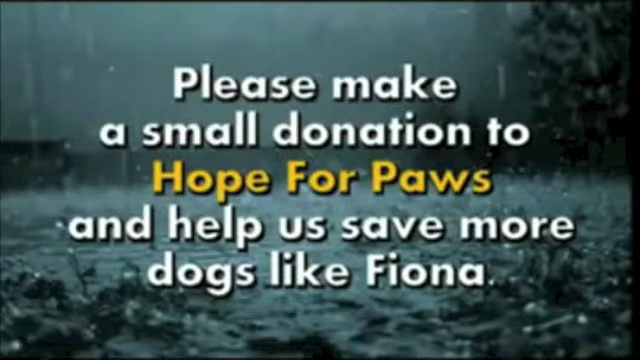 Please make
a small donation to
Hope For Paws
and help us save more
dogs like Fiona.